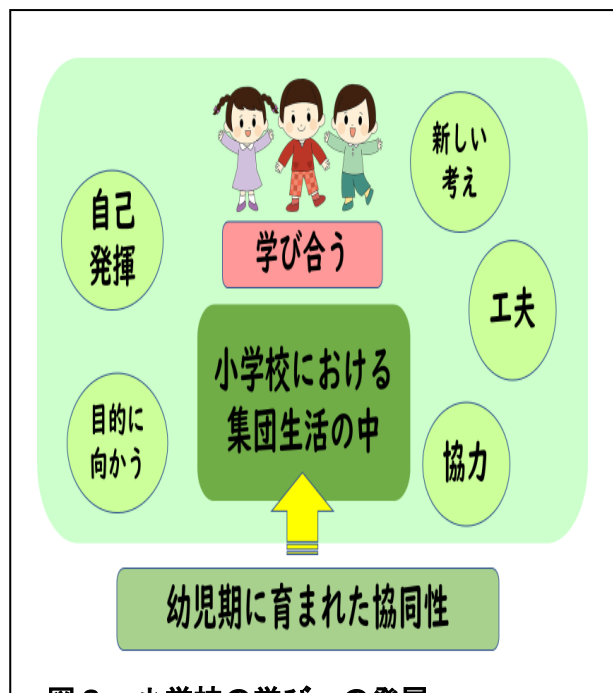 学び合う
新しい
考え
自己
発揮
工夫
小学校における
集団生活の中
目的に
向かう
協力
幼児期に育まれた協同性